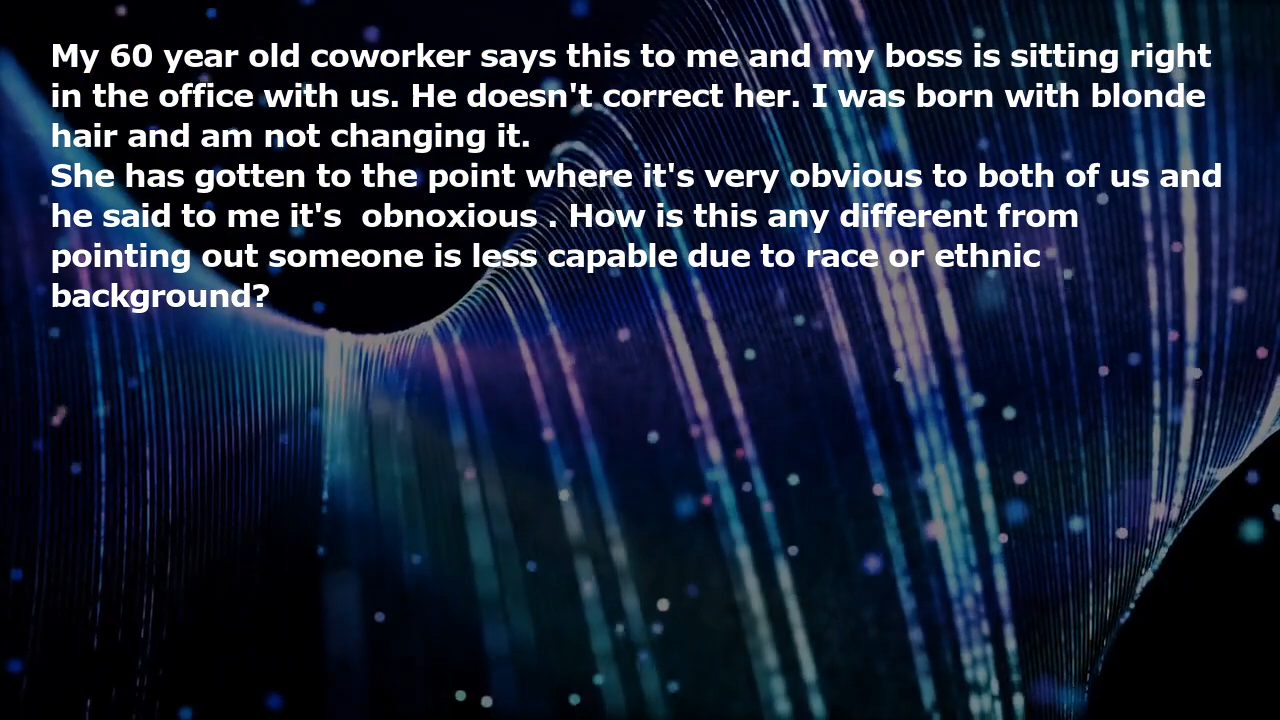 My 60 year old coworker says this to me and my boss is sitting right
in the office with us. He doesn't correct her. I was born with blonde
hair and am not changing it.
She has gotten to the point where it's very obvious to both of us and
he said to me it's  obnoxious . How is this any different from
pointing out someone is less capable due to race or ethnic
background?